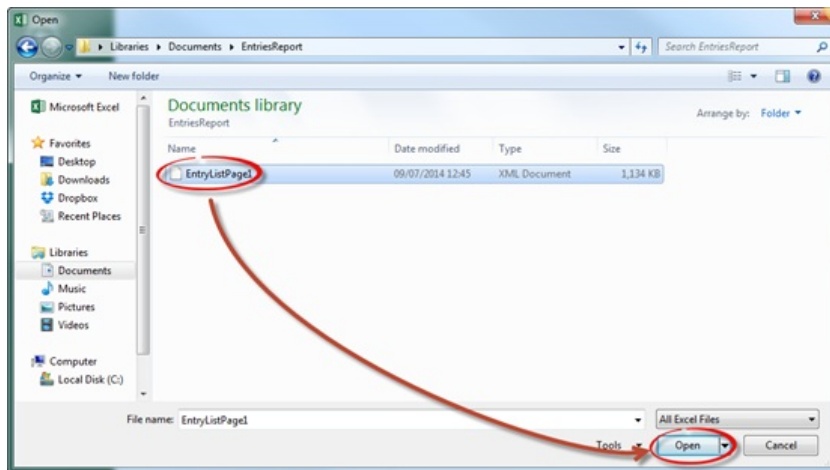 Open
Libraries ▸ Documents ▸ EntriesReport
Search EntriesReport
Organize New folder
Microsoft Excel
Favorites
Desktop
Downloads
Dropbox
Recent Places
Libraries
Documents
Music
Pictures
Videos
Computer
Local Disk (C:)
Documents library
EntriesReport
Arrange by: Folder
Name Date modified Type Size
EntryListPage1 09/07/2014 12:45 XML Document 1,134 KB
File name: EntryListPage1 All Excel Files
Tools Open Cancel